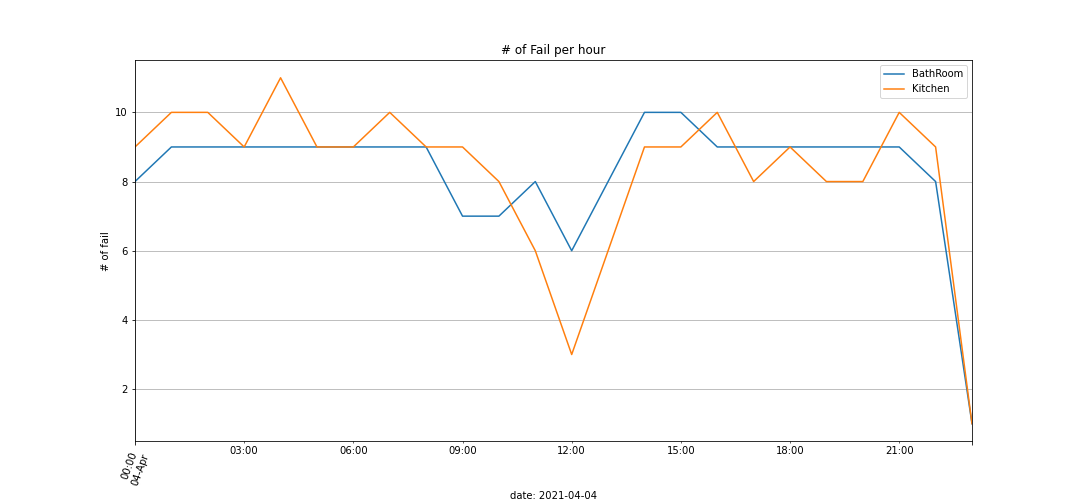 # of Fail per hour
BathRoom
Kitchen
# of fail
10
8
6
4
2
00:00
04-Apr
03:00
06:00
09:00
12:00
15:00
18:00
21:00
date: 2021-04-04